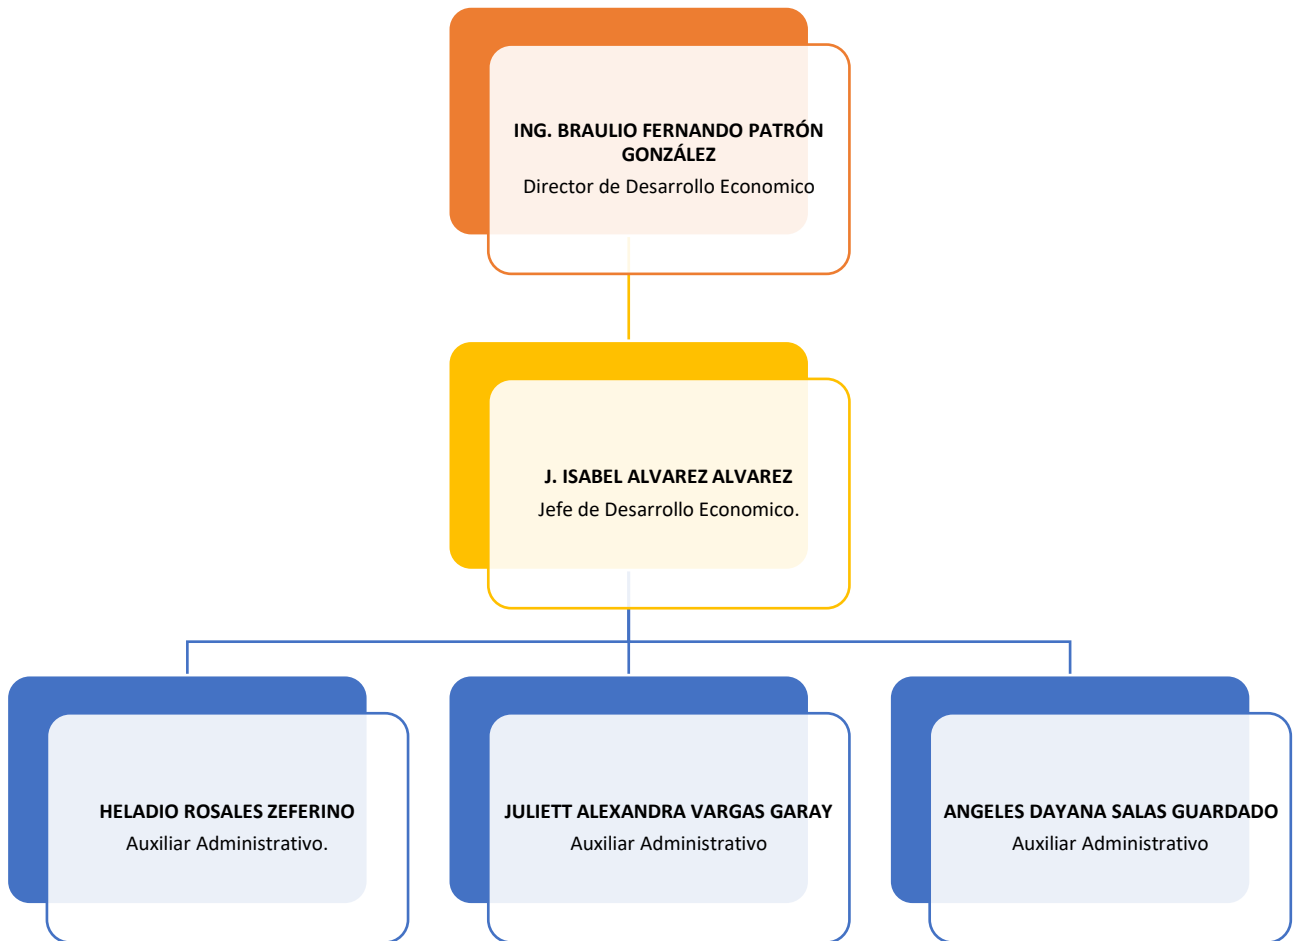 ING. BRAULIO FERNANDO PATRÓN
GONZÁLEZ
Director de Desarrollo Economico
J. ISABEL ALVAREZ ALVAREZ
Jefe de Desarrollo Economico.
HELADIO ROSALES ZEFERINO
Auxiliar Administrativo.
JULIETT ALEXANDRA VARGAS GARAY
Auxiliar Administrativo
ANGELES DAYANA SALAS GUARDADO
Auxiliar Administrativo